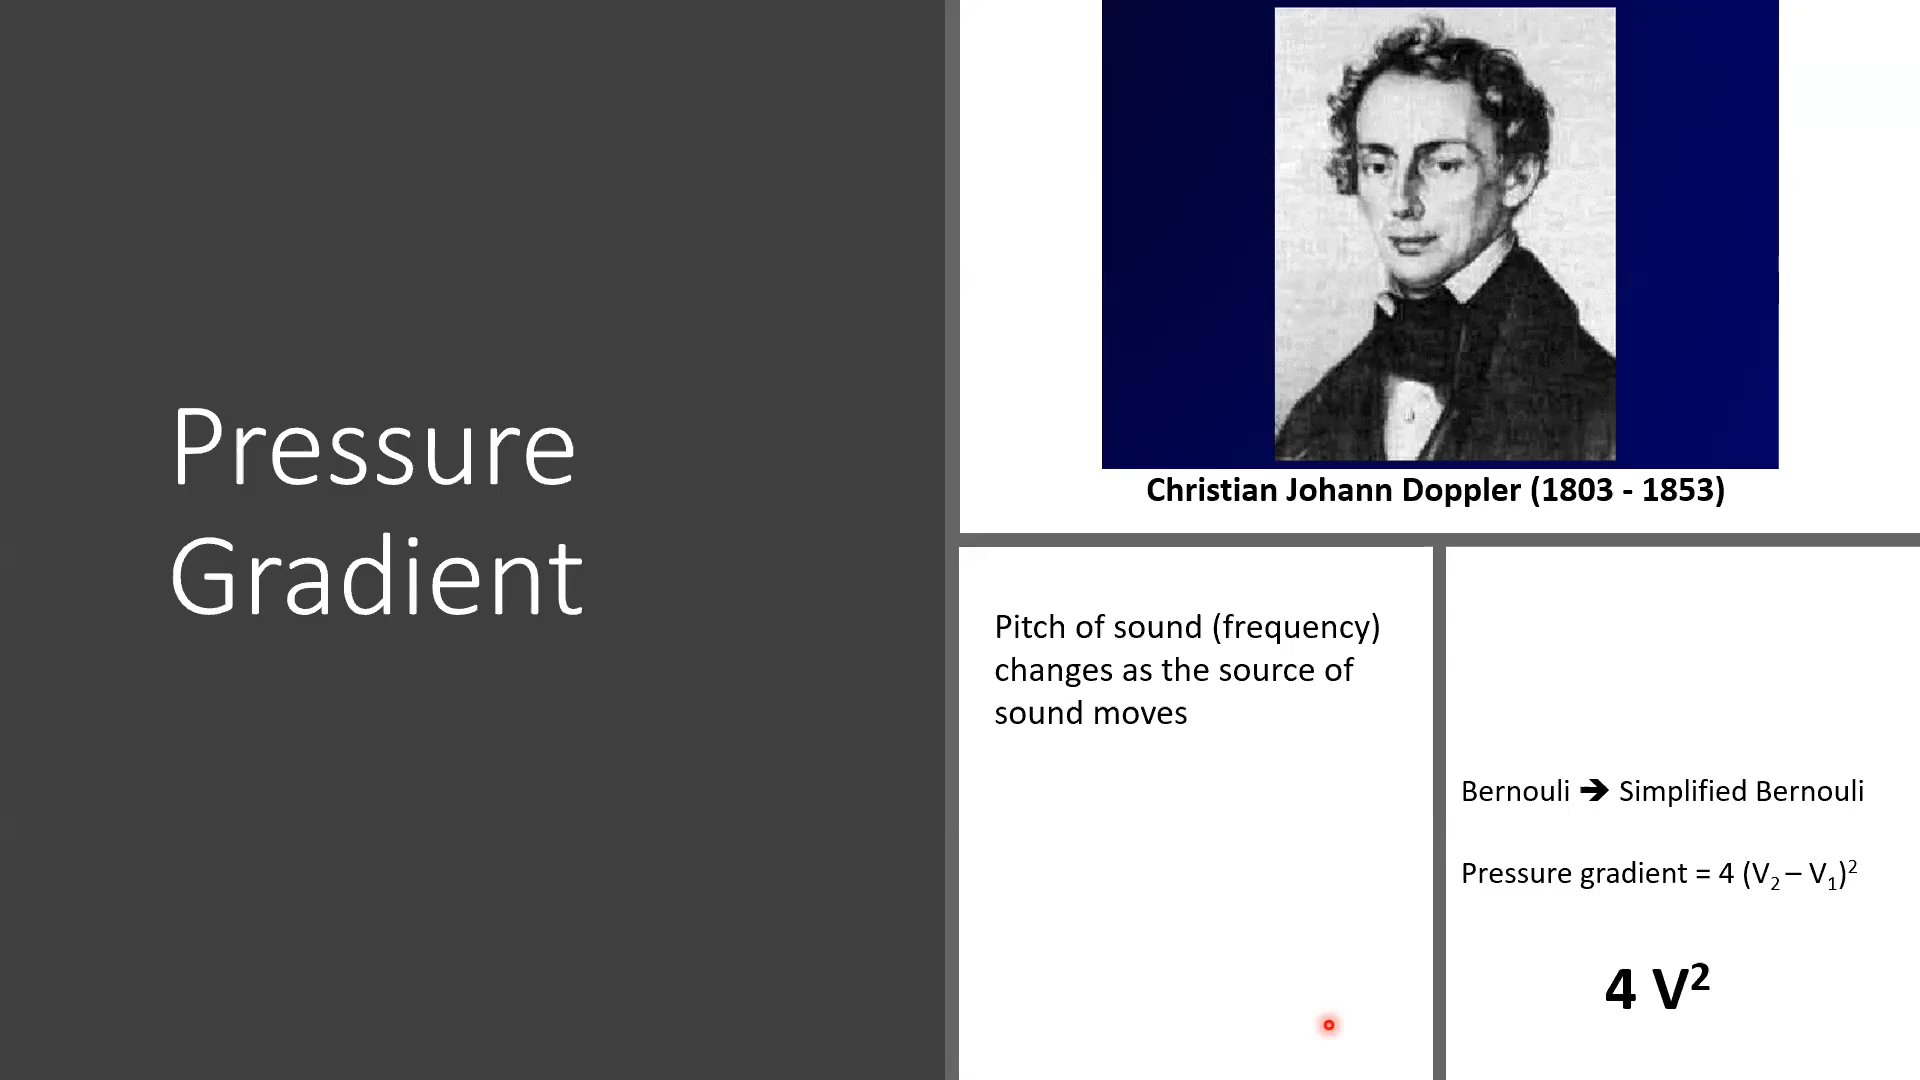 Pressure
Gradient
Christian Johann Doppler (1803 - 1853)
Pitch of sound (frequency)
changes as the source of
sound moves
Bernouli 🡪 Simplified Bernouli
Pressure gradient = 4 (V₂ – V₁)²
4 V²